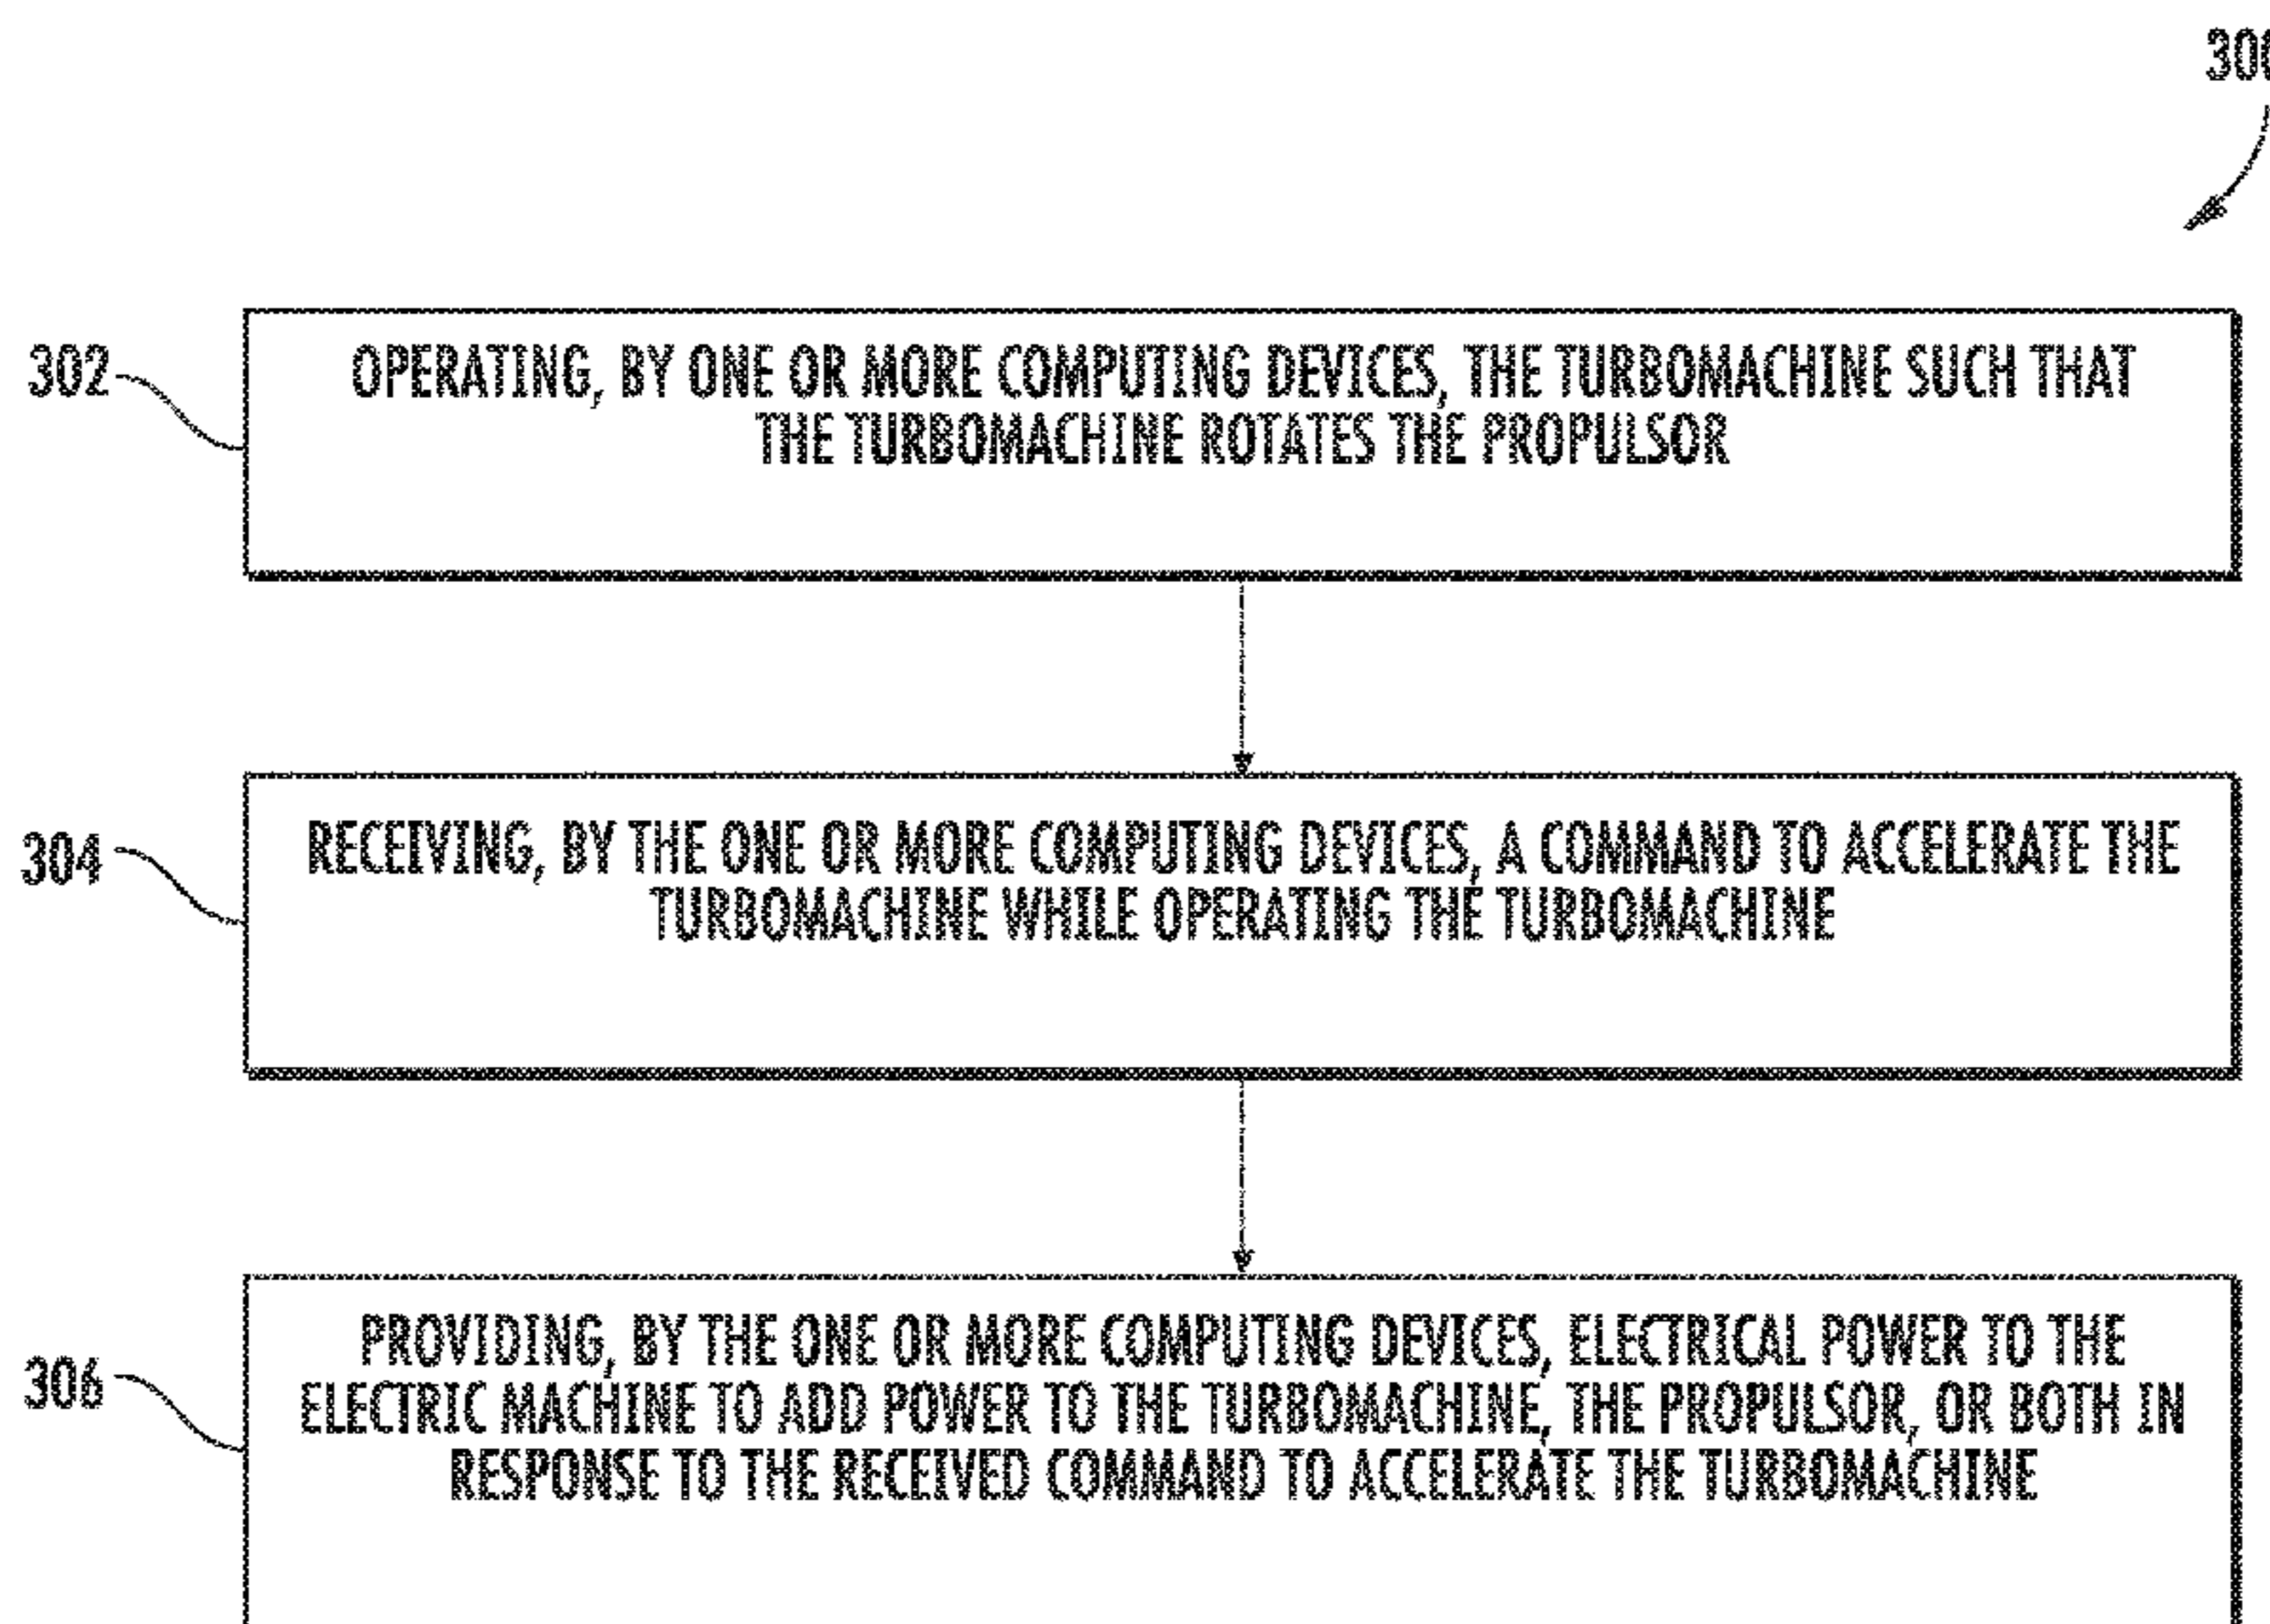 300
302
OPERATING, BY ONE OR MORE COMPUTING DEVICES, THE TURBOMACHINE SUCH THAT
THE TURBOMACHINE ROTATES THE PROPULSOR
304
RECEIVING, BY THE ONE OR MORE COMPUTING DEVICES, A COMMAND TO ACCELERATE THE
TURBOMACHINE WHILE OPERATING THE TURBOMACHINE
306
PROVIDING, BY THE ONE OR MORE COMPUTING DEVICES, ELECTRICAL POWER TO THE
ELECTRIC MACHINE TO ADD POWER TO THE TURBOMACHINE, THE PROPULSOR, OR BOTH IN
RESPONSE TO THE RECEIVED COMMAND TO ACCELERATE THE TURBOMACHINE